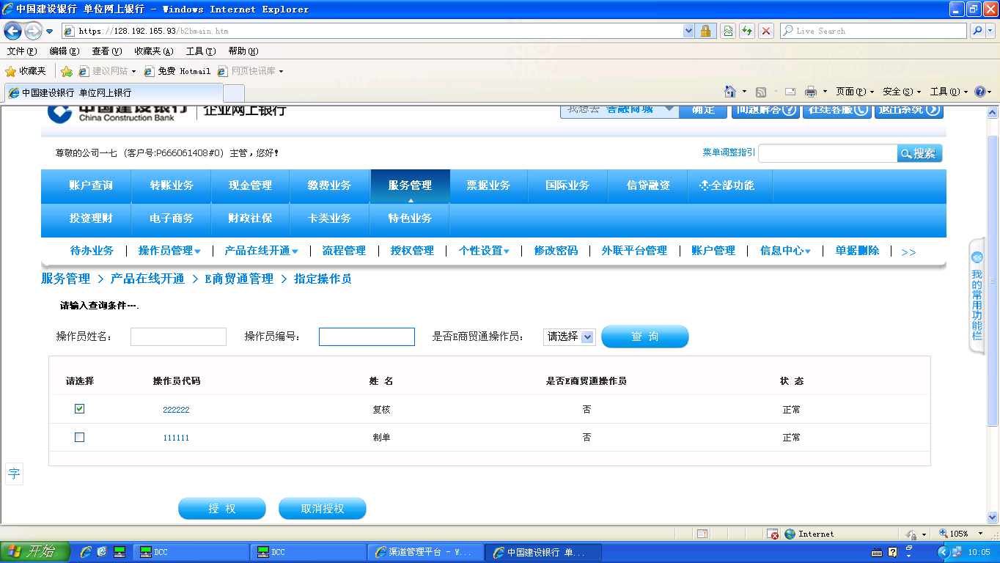 中国建设银行 单位网上银行 - Windows Internet Explorer
https://128.192.165.93/b2bmain.htm
Live Search
文件(F) 编辑(E) 查看(V) 收藏夹(A) 工具(T) 帮助(H)
收藏夹 建议网站 免费 Hotmail 网页快讯库
中国建设银行 单位网上银行
页面(P) 安全(S) 工具(O)
中国建设银行 企业网上银行 我想去 善融商城 确定 问题解答 在线客服 退出系统
China Construction Bank
尊敬的公司一七 (客户号:P666061408#0) 主管,您好! 菜单调整指引 搜索
账户查询 转账业务 现金管理 缴费业务 服务管理 票据业务 国际业务 信贷融资 全部功能
投资理财 电子商务 财政社保 卡类业务 特色业务
待办业务 | 操作员管理 | 产品在线开通 | 流程管理 | 授权管理 | 个性设置 | 修改密码 | 外联平台管理 | 账户管理 | 信息中心 | 单据删除 | >>
服务管理 > 产品在线开通 > E商贸通管理 > 指定操作员
请输入查询条件….
操作员姓名: 操作员编号: 是否E商贸通操作员: 请选择 查 询
请选择 操作员代码 姓 名 是否E商贸通操作员 状 态
222222 复核 否 正常
111111 制单 否 正常
授 权 取消授权
我的常用功能栏
字
Internet 105%
开始 DCC DCC 渠道管理平台 - W... 中国建设银行 单... 10:05